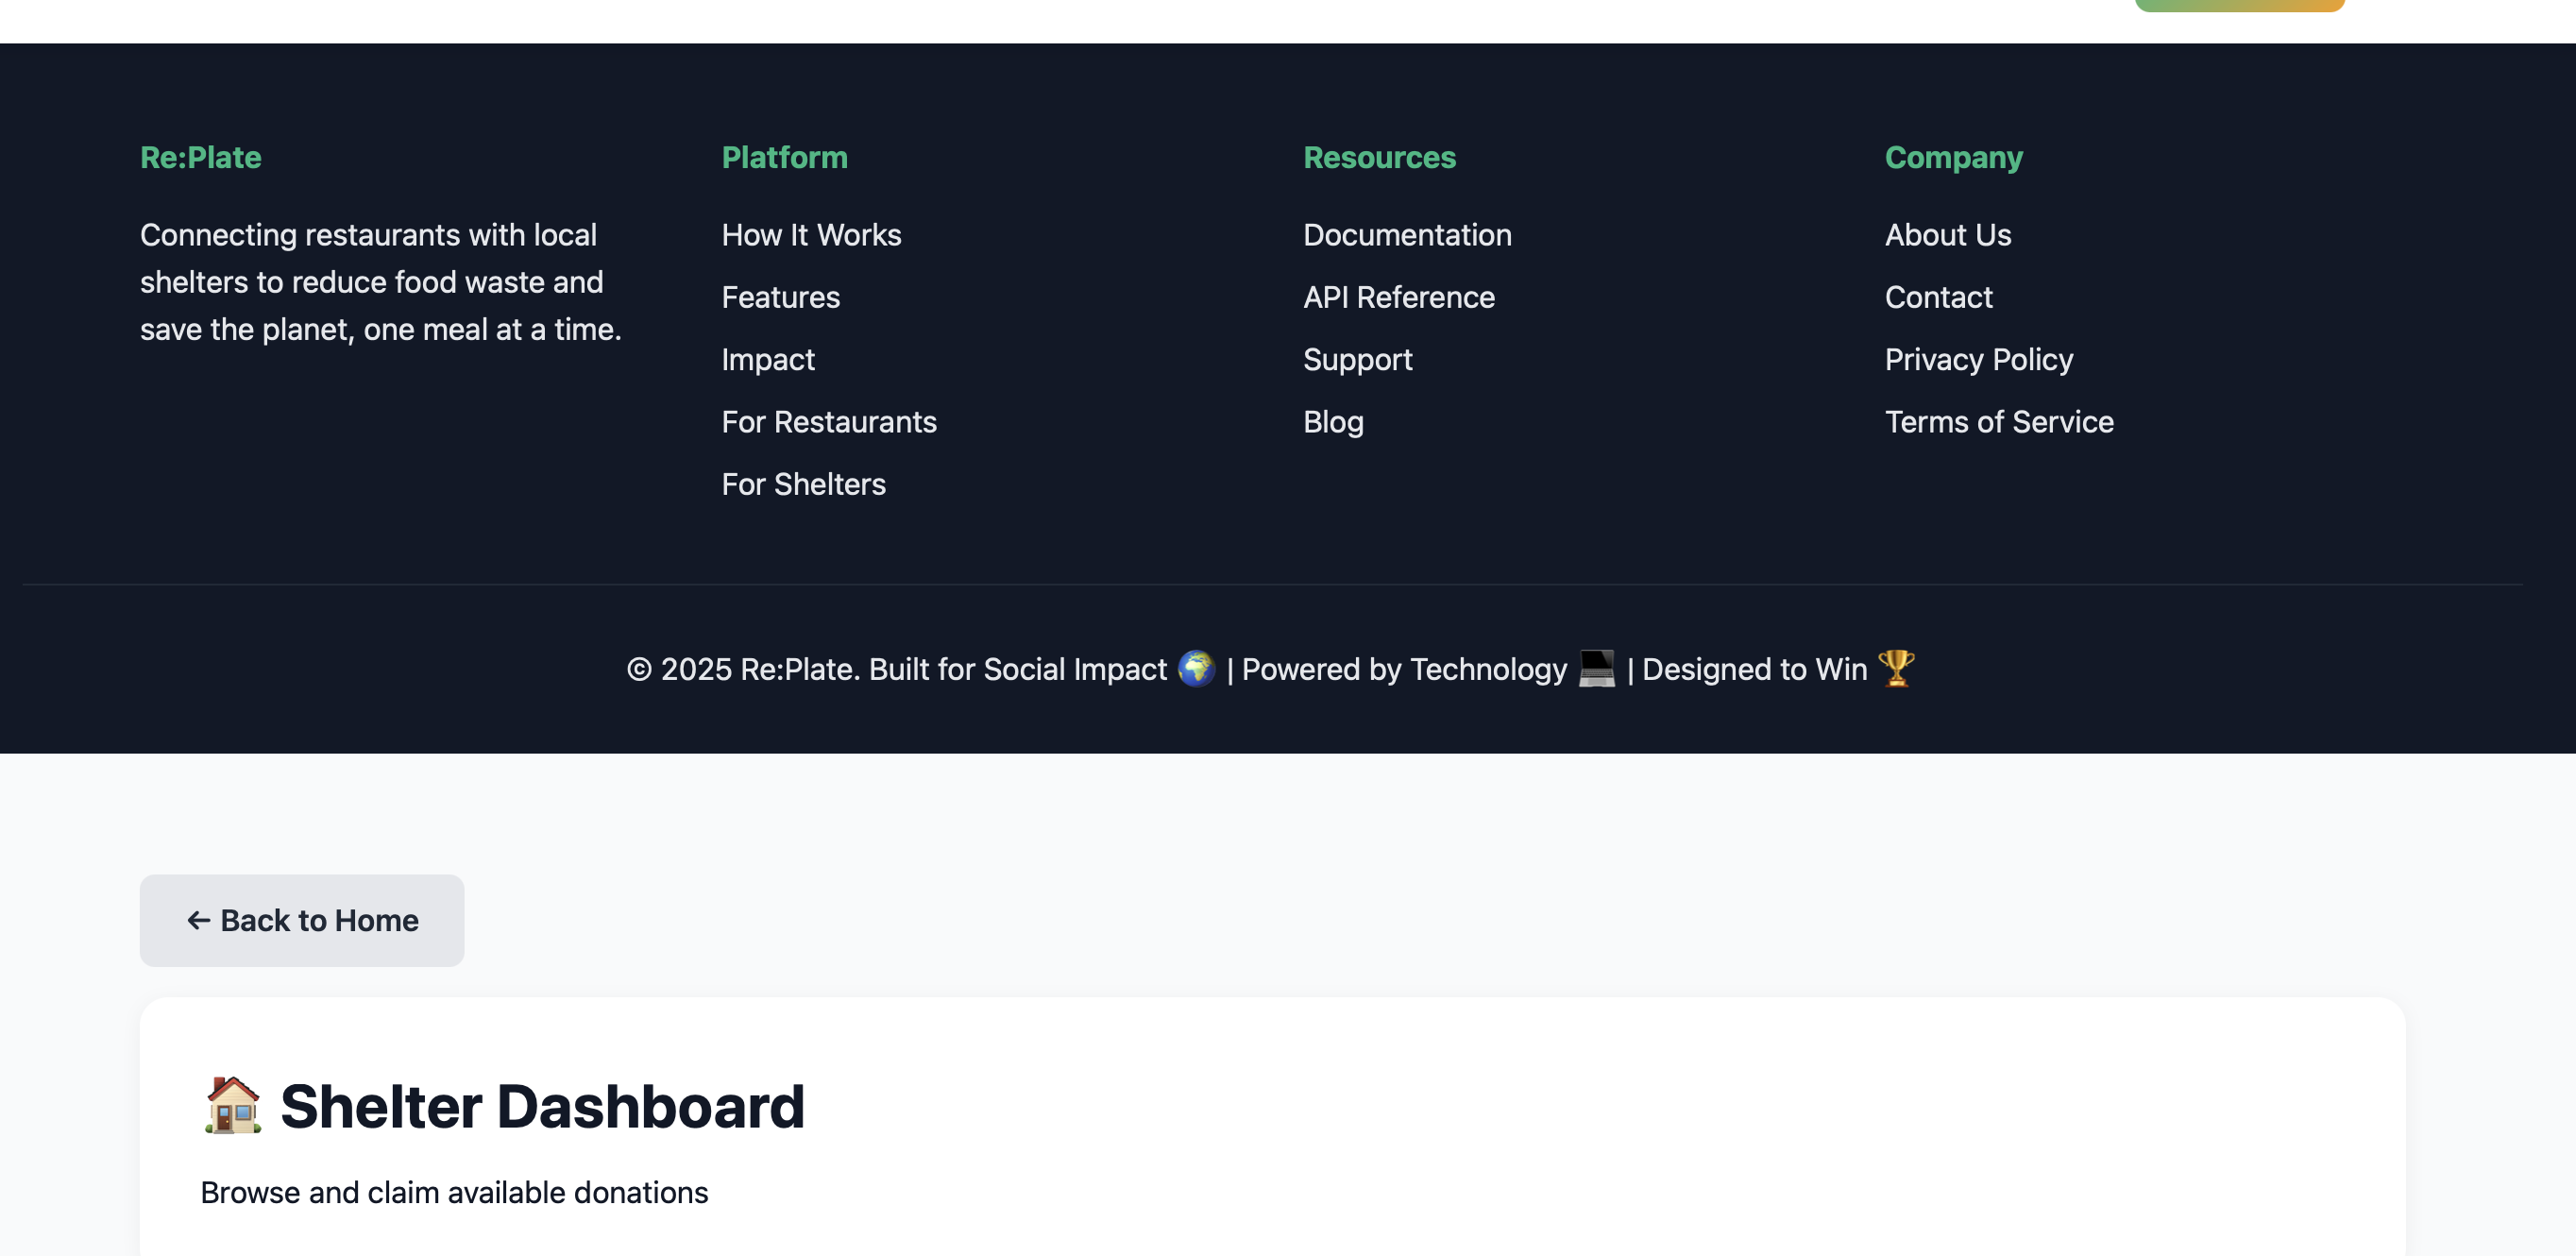 Re:Plate
Connecting restaurants with local
shelters to reduce food waste and
save the planet, one meal at a time.
Platform
How It Works
Features
Impact
For Restaurants
For Shelters
Resources
Documentation
API Reference
Support
Blog
Company
About Us
Contact
Privacy Policy
Terms of Service
© 2025 Re:Plate. Built for Social Impact 🌍 | Powered by Technology 💻 | Designed to Win 🏆
← Back to Home
🏠 Shelter Dashboard
Browse and claim available donations